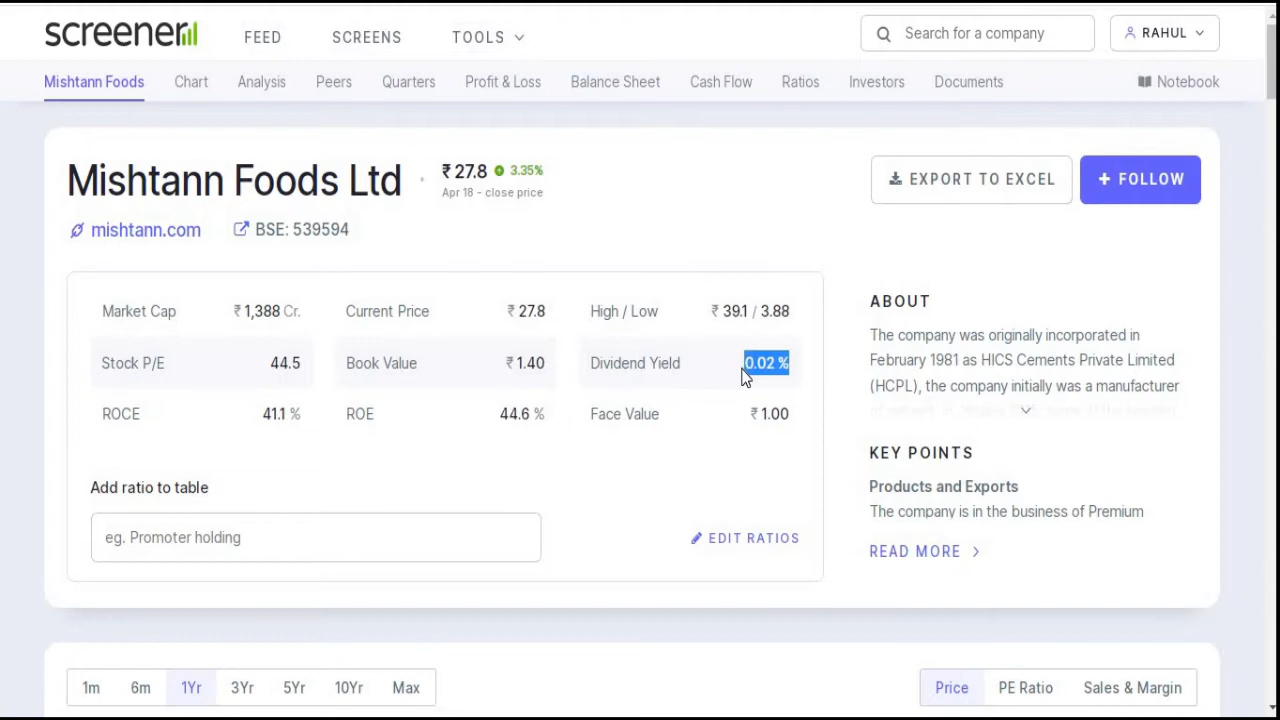 screener
FEED SCREENS TOOLS
Search for a company
RAHUL
Mishtann Foods Chart Analysis Peers Quarters Profit & Loss Balance Sheet Cash Flow Ratios Investors Documents Notebook
Mishtann Foods Ltd
₹ 27.8 3.35%
Apr 18 - close price
EXPORT TO EXCEL
FOLLOW
mishtann.com
BSE: 539594
Market Cap ₹ 1,388 Cr. Current Price ₹ 27.8 High / Low ₹ 39.1 / 3.88
Stock P/E 44.5 Book Value ₹ 1.40 Dividend Yield 0.02 %
ROCE 41.1 % ROE 44.6 % Face Value ₹ 1.00
Add ratio to table
eg. Promoter holding
EDIT RATIOS
ABOUT
The company was originally incorporated in
February 1981 as HICS Cements Private Limited
(HCPL), the company initially was a manufacturer
KEY POINTS
Products and Exports
The company is in the business of Premium
READ MORE
1m 6m 1Yr 3Yr 5Yr 10Yr Max
Price PE Ratio Sales & Margin